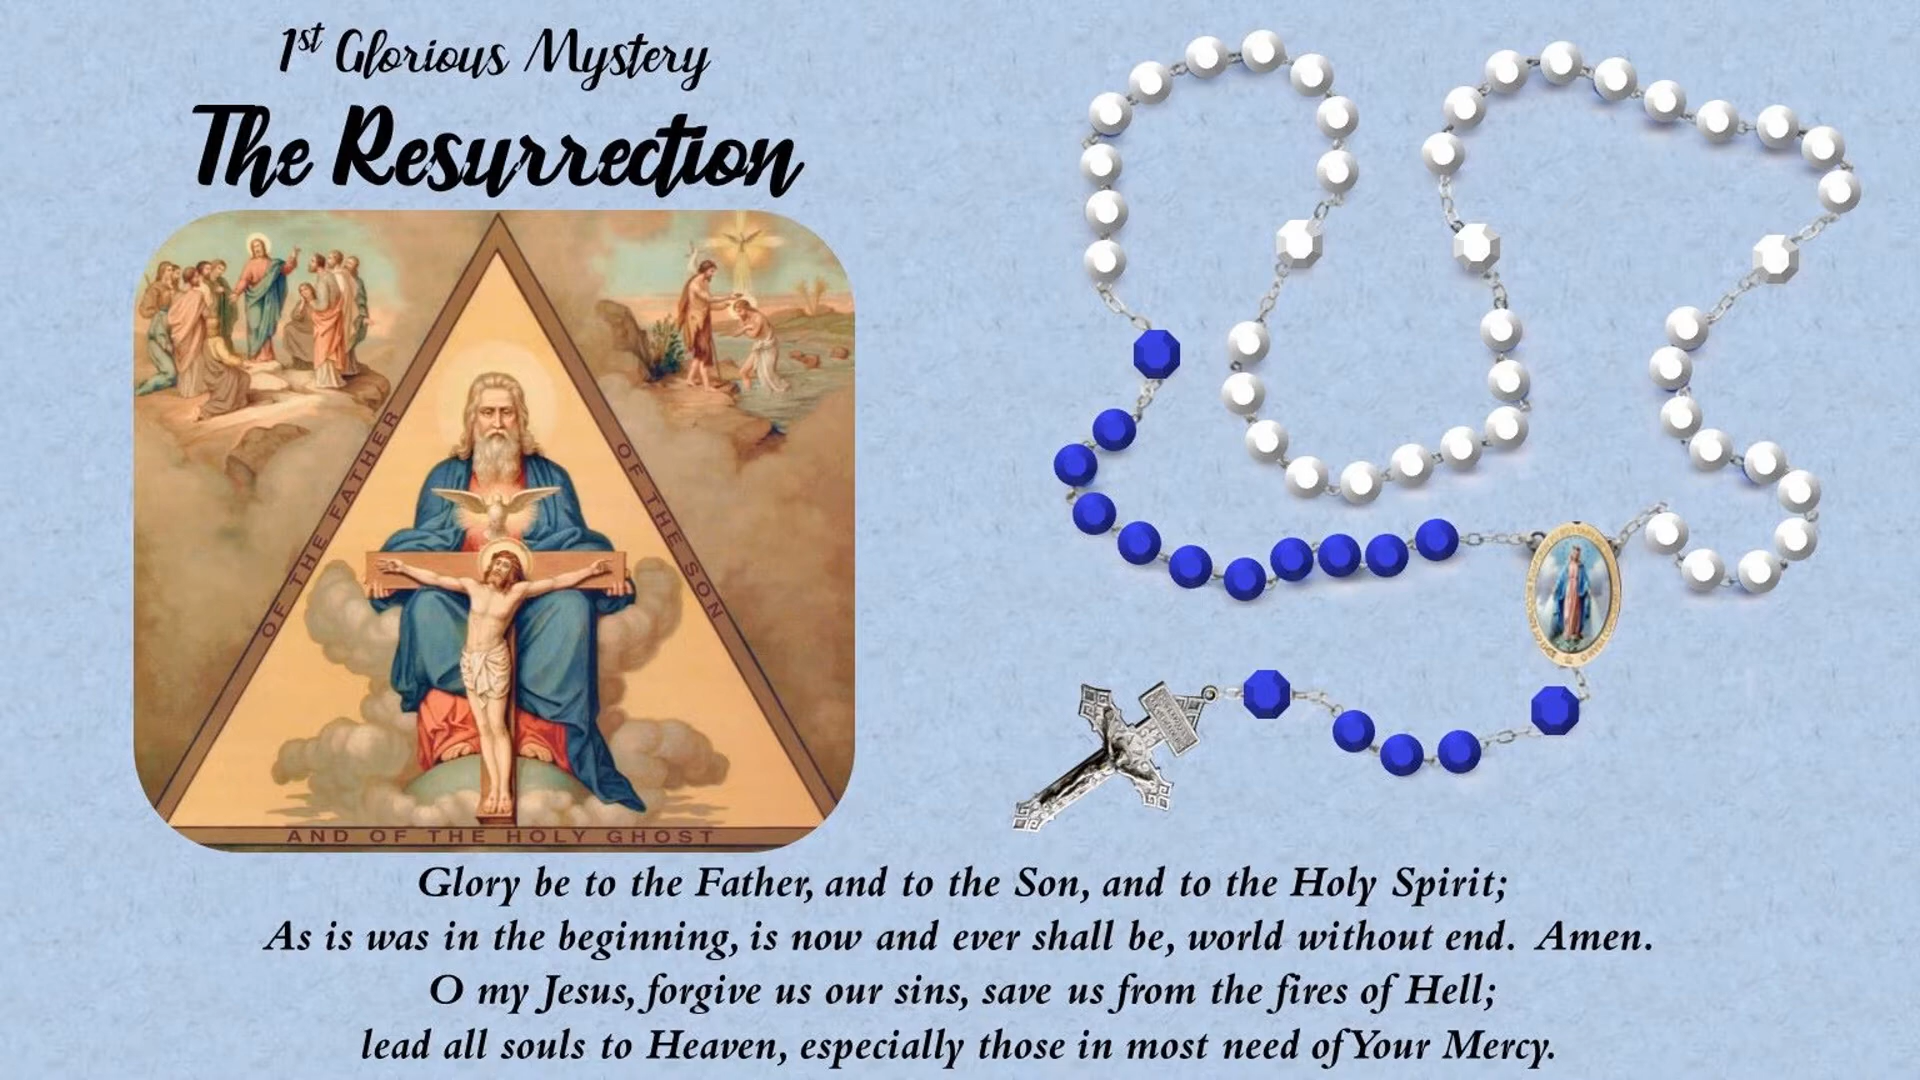 1st Glorious Mystery
The Resurrection
OF THE FATHER
OF THE SON
AND OF THE HOLY GHOST
Glory be to the Father, and to the Son, and to the Holy Spirit;
As is was in the beginning, is now and ever shall be, world without end. Amen.
O my Jesus, forgive us our sins, save us from the fires of Hell;
lead all souls to Heaven, especially those in most need of Your Mercy.